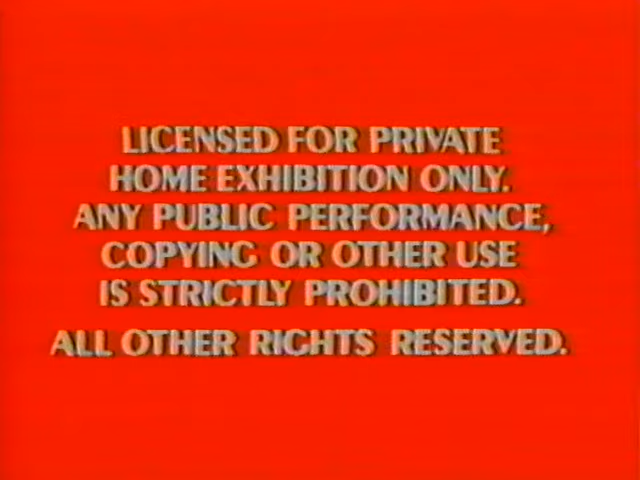 LICENSED FOR PRIVATE
HOME EXHIBITION ONLY.
ANY PUBLIC PERFORMANCE,
COPYING OR OTHER USE
IS STRICTLY PROHIBITED.
ALL OTHER RIGHTS RESERVED.